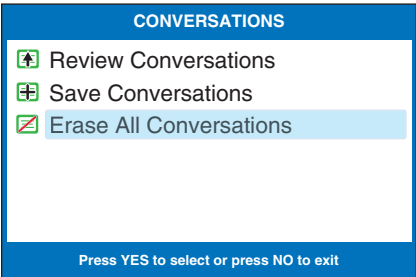 CONVERSATIONS
Review Conversations
Save Conversations
Erase All Conversations
Press YES to select or press NO to exit